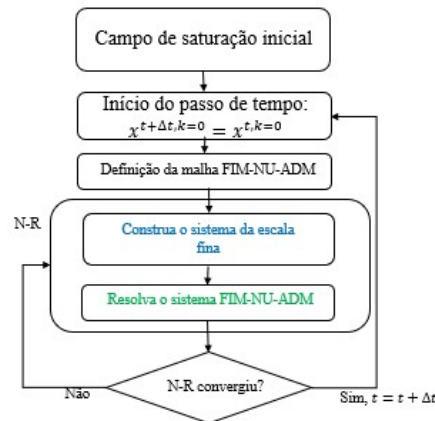 Campo de saturação inicial
Início do passo de tempo:
x^{t+Δt,k=0} = x^{t,k=0}
Definição da malha FIM-NU-ADM
N-R
Construa o sistema da escala
fina
Resolva o sistema FIM-NU-ADM
N-R convergiu?
Não
Sim, t = t + Δt